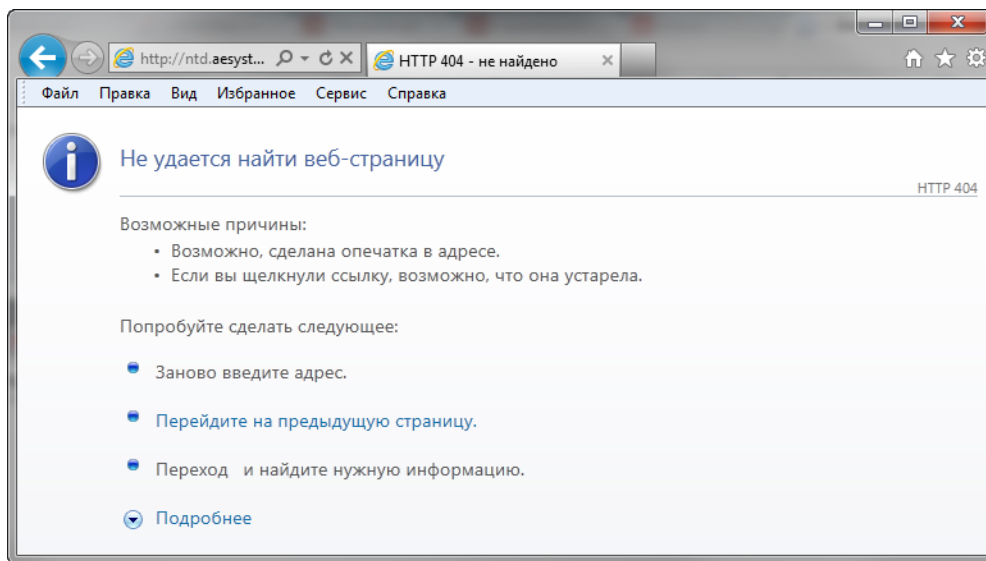 http://ntd.aesyst...
HTTP 404 - не найдено
Файл Правка Вид Избранное Сервис Справка
Не удается найти веб-страницу
HTTP 404
Возможные причины:
• Возможно, сделана опечатка в адресе.
• Если вы щелкнули ссылку, возможно, что она устарела.
Попробуйте сделать следующее:
Заново введите адрес.
Перейдите на предыдущую страницу.
Переход и найдите нужную информацию.
Подробнее